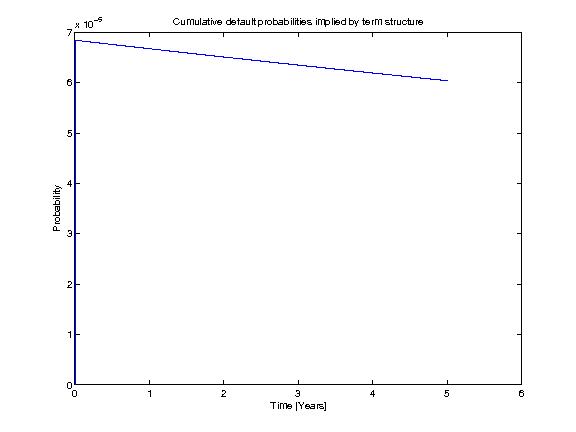 Cumulative default probabilities implied by term structure
7 x 10⁻⁵
6
5
4
3
2
1
0
Probability
0 1 2 3 4 5 6
Time [Years]